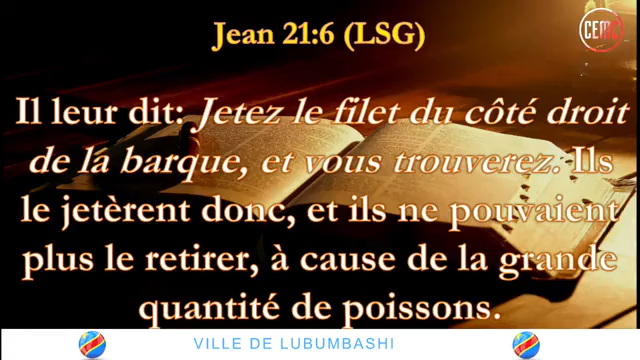 Jean 21:6 (LSG)
CEMC
Il leur dit: Jetez le filet du côté droit
de la barque, et vous trouverez. Ils
le jetèrent donc, et ils ne pouvaient
plus le retirer, à cause de la grande
quantité de poissons.
VILLE DE LUBUMBASHI